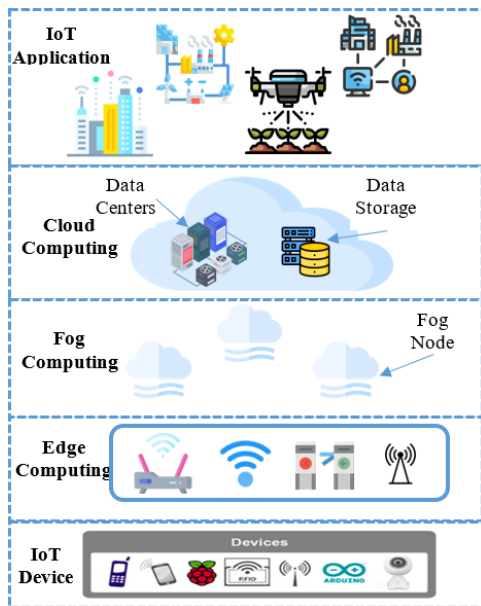 IoT
Application
Data
Centers
Data
Storage
Cloud
Computing
Fog
Computing
Fog
Node
Edge
Computing
Devices
IoT
Device
RFID
ARDUINO